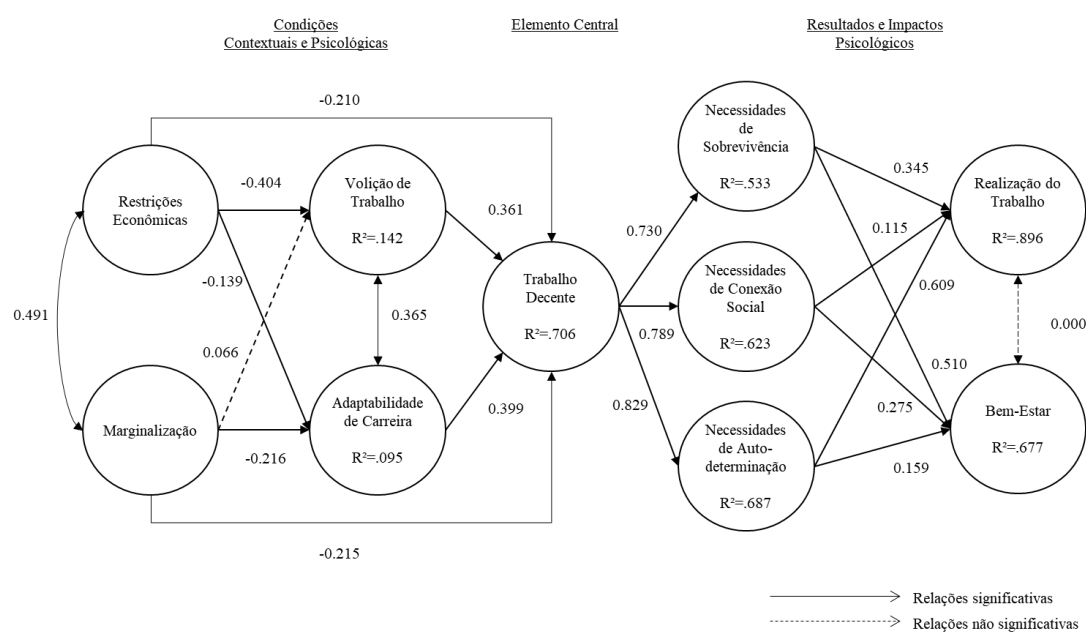 Condições
Contextuais e Psicológicas
Elemento Central
Resultados e Impactos
Psicológicos
-0.210
Restrições
Econômicas
-0.404
Volição de
Trabalho
R²=.142
0.361
-0.139
0.491
0.066
0.365
Marginalização
-0.216
Adaptabilidade
de Carreira
R²=.095
0.399
-0.215
Trabalho
Decente
R²=.706
0.730
0.789
0.829
Necessidades
de
Sobrevivência
R²=.533
Necessidades
de Conexão
Social
R²=.623
Necessidades
de Auto-
determinação
R²=.687
0.345
0.115
0.609
0.510
0.275
0.159
Realização do
Trabalho
R²=.896
0.000
Bem-Estar
R²=.677
Relações significativas
Relações não significativas